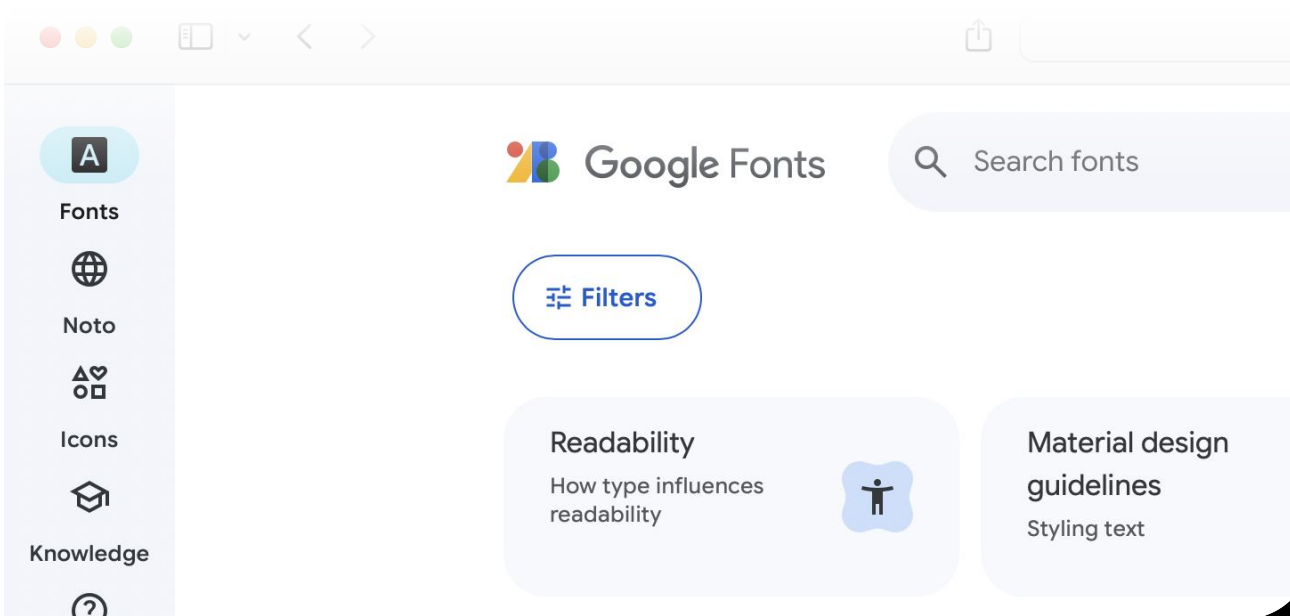 A
Fonts
Noto
Icons
Knowledge
Google Fonts
Search fonts
Filters
Readability
How type influences
readability
Material design
guidelines
Styling text